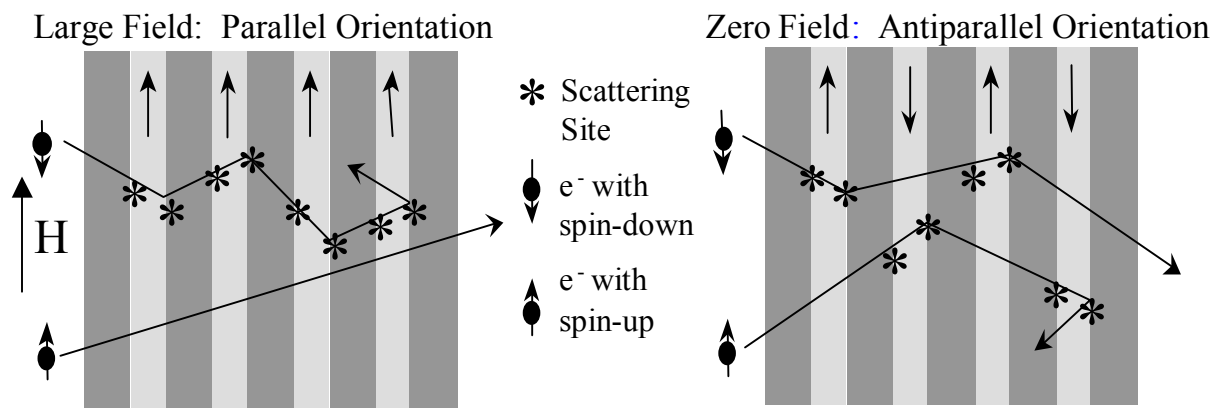 Large Field: Parallel Orientation
Zero Field: Antiparallel Orientation
H
Scattering
Site
e- with
spin-down
e- with
spin-up